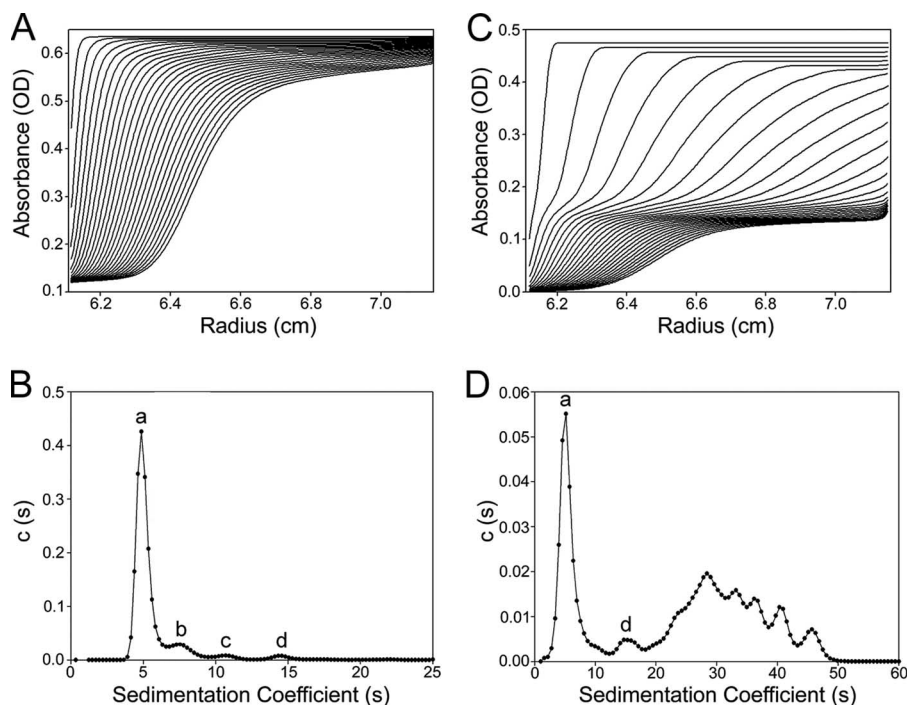 A
Absorbance (OD)
0.6
0.5
0.4
0.3
0.2
0.1
6.2 6.4 6.6 6.8 7.0
Radius (cm)
C
Absorbance (OD)
0.5
0.4
0.3
0.2
0.1
0.0
6.2 6.4 6.6 6.8 7.0
Radius (cm)
B
c (s)
0.5
0.4
0.3
0.2
0.1
0.0
a
b
c
d
0 5 10 15 20 25
Sedimentation Coefficient (s)
D
c (s)
0.06
0.05
0.04
0.03
0.02
0.01
0.00
a
d
0 10 20 30 40 50 60
Sedimentation Coefficient (s)